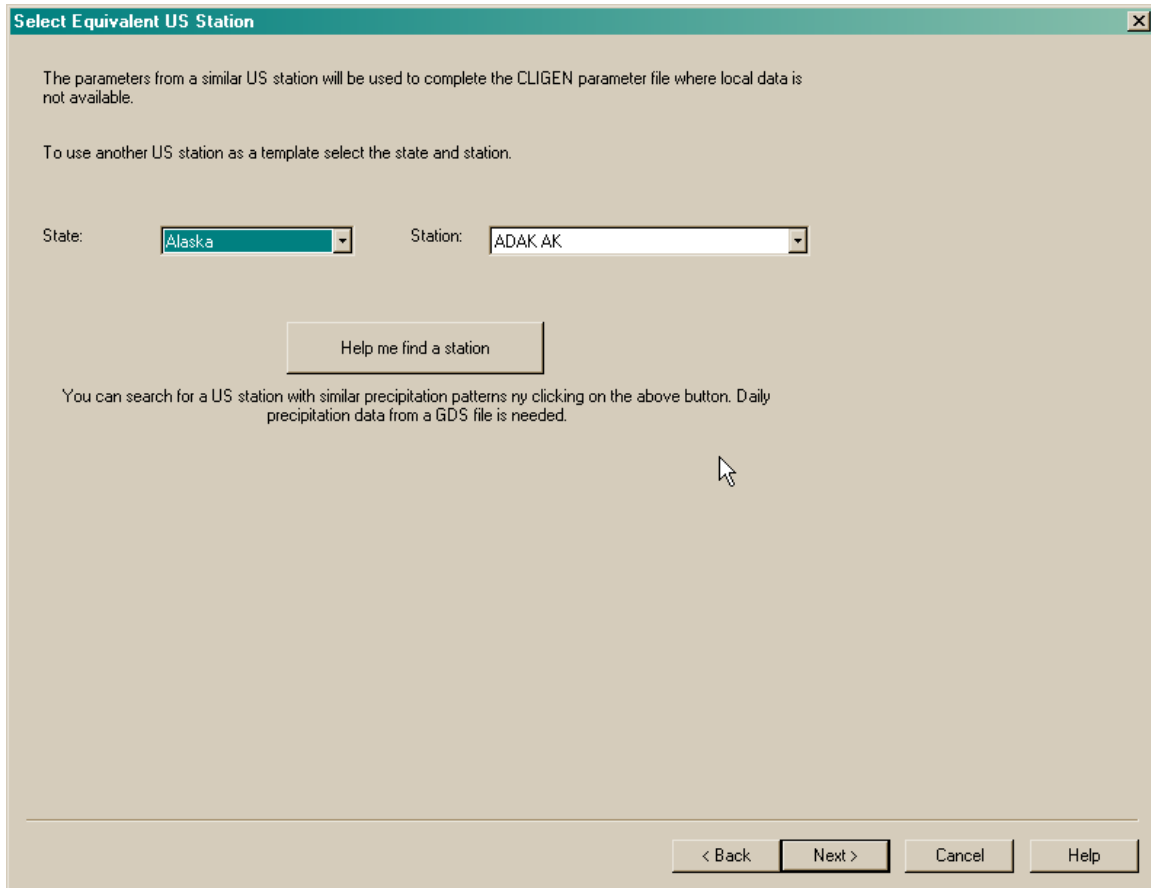 Select Equivalent US Station
The parameters from a similar US station will be used to complete the CLIGEN parameter file where local data is
not available.
To use another US station as a template select the state and station.
State: Alaska Station: ADAK AK
Help me find a station
You can search for a US station with similar precipitation patterns ny clicking on the above button. Daily
precipitation data from a GDS file is needed.
< Back Next > Cancel Help